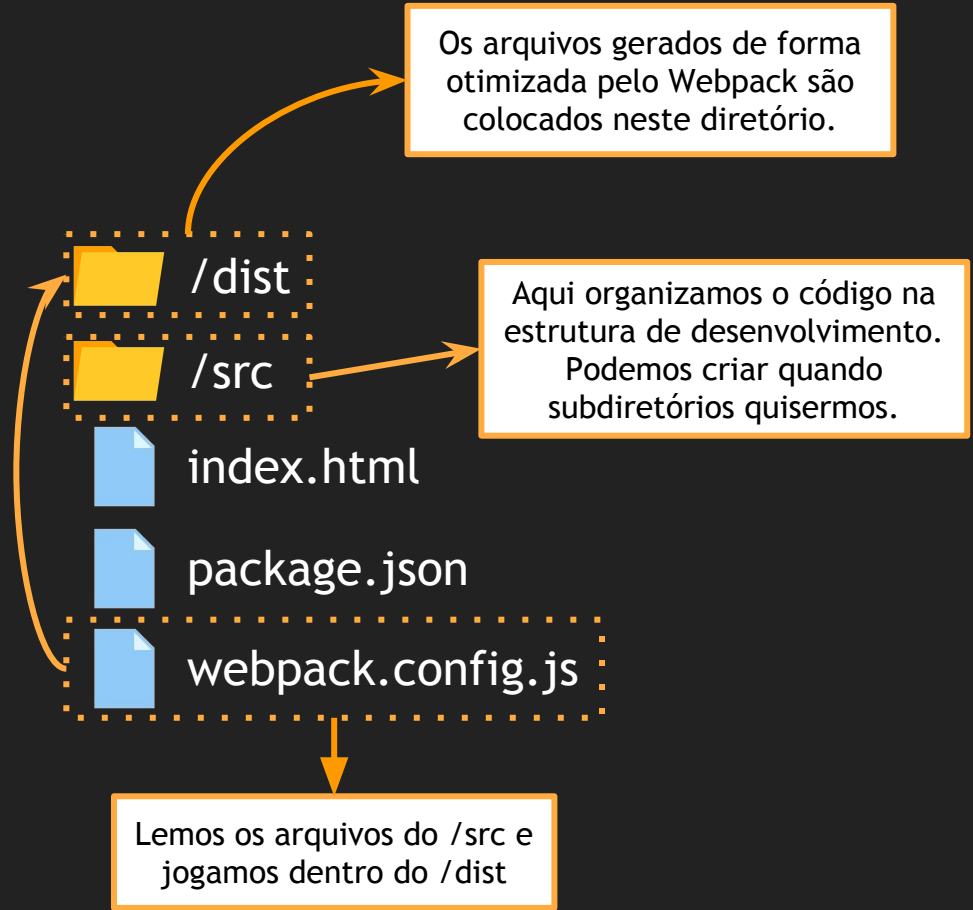 Os arquivos gerados de forma
otimizada pelo Webpack são
colocados neste diretório.
/dist
Aqui organizamos o código na
estrutura de desenvolvimento.
Podemos criar quando
subdiretórios quisermos.
/src
index.html
package.json
webpack.config.js
Lemos os arquivos do /src e
jogamos dentro do /dist